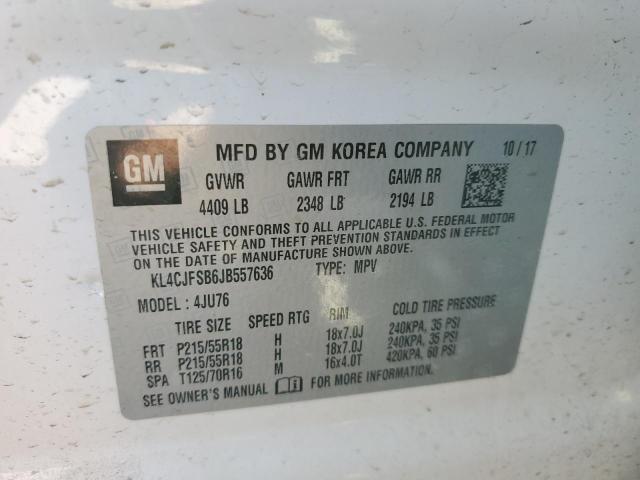 GM
MFD BY GM KOREA COMPANY 10/17
GVWR GAWR FRT GAWR RR
4409 LB 2348 LB 2194 LB
THIS VEHICLE CONFORMS TO ALL APPLICABLE U.S. FEDERAL MOTOR
VEHICLE SAFETY AND THEFT PREVENTION STANDARDS IN EFFECT
ON THE DATE OF MANUFACTURE SHOWN ABOVE.
KL4CJFSB6JB557636 TYPE: MPV
MODEL : 4JU76
TIRE SIZE SPEED RTG RIM COLD TIRE PRESSURE
FRT P215/55R18 H 18x7.0J 240KPA, 35 PSI
RR P215/55R18 H 18x7.0J 240KPA, 35 PSI
SPA T125/70R16 M 16x4.0T 420KPA, 60 PSI
SEE OWNER'S MANUAL FOR MORE INFORMATION.